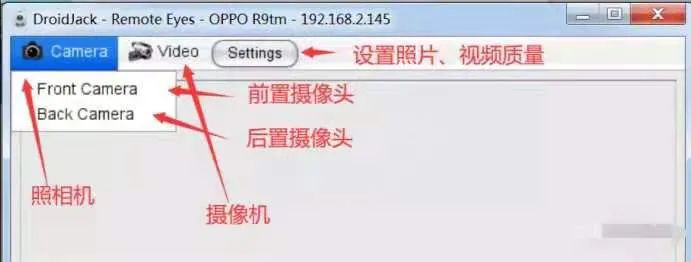 DroidJack - Remote Eyes - OPPO R9tm - 192.168.2.145
Camera Video Settings 设置照片、视频质量
Front Camera 前置摄像头
Back Camera 后置摄像头
照相机 摄像机